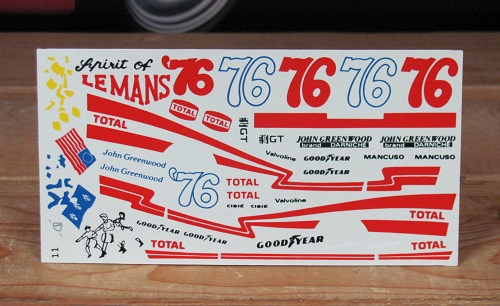 Spirit of
LE MANS '76 76 76 76 76
TOTAL TOTAL
TOTAL
GT JOHN GREENWOOD JOHN GREENWOOD
brand DARNICHE brand DARNICHE
Valvoline GOODYEAR MANCUSO MANCUSO
John Greenwood
John Greenwood
'76 TOTAL TOTAL
TOTAL TOTAL
CIBIE CIBIE Valvoline
GOODYEAR GOODYEAR GOODYEAR
TOTAL TOTAL
11